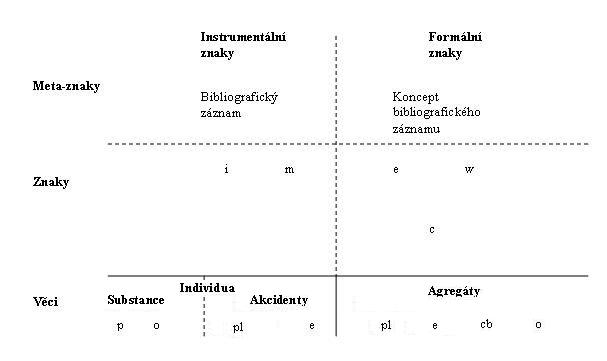 Instrumentální Formální
znaky znaky
Meta-znaky
Bibliografický Koncept
záznam bibliografického
záznamu
i m e w
Znaky
c
Individua Agregáty
Věci Substance Akcidenty
p o pl e pl e cb o